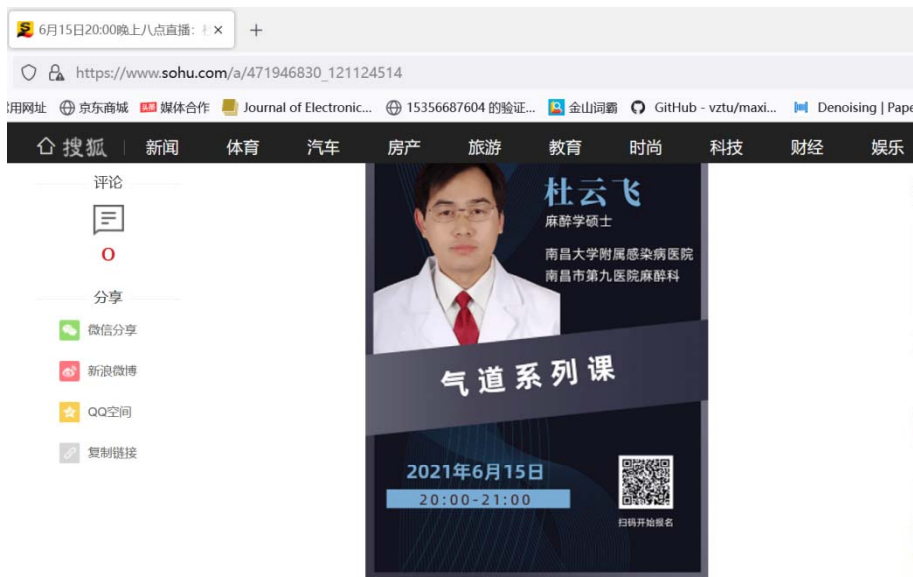 6月15日20:00晚上八点直播:
https://www.sohu.com/a/471946830_121124514
用网址 京东商城 媒体合作 Journal of Electronic... 15356687604 的验证... 金山词霸 GitHub - vztu/maxi... Denoising | Pape
搜狐 新闻 体育 汽车 房产 旅游 教育 时尚 科技 财经 娱乐
评论
0
分享
微信分享
新浪微博
QQ空间
复制链接
杜云飞
麻醉学硕士
南昌大学附属感染病医院
南昌市第九医院麻醉科
气道系列课
2021年6月15日
20:00-21:00
扫码开始报名